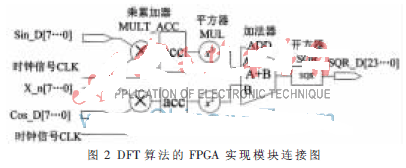 乘累加器
MULT_ACC
平方器
MUL
加法器
ADD
开方器
Sin_D[7…0]
acc
x²
时钟信号CLK
X_n[7…0]
A+B
B
SQR
SQR_D[23…0]
PLICATION OF ELECTRONIC TECHNIQUE
Cos_D[7…0]
acc
x²
时钟信号CLK
图 2 DFT 算法的 FPGA 实现模块连接图